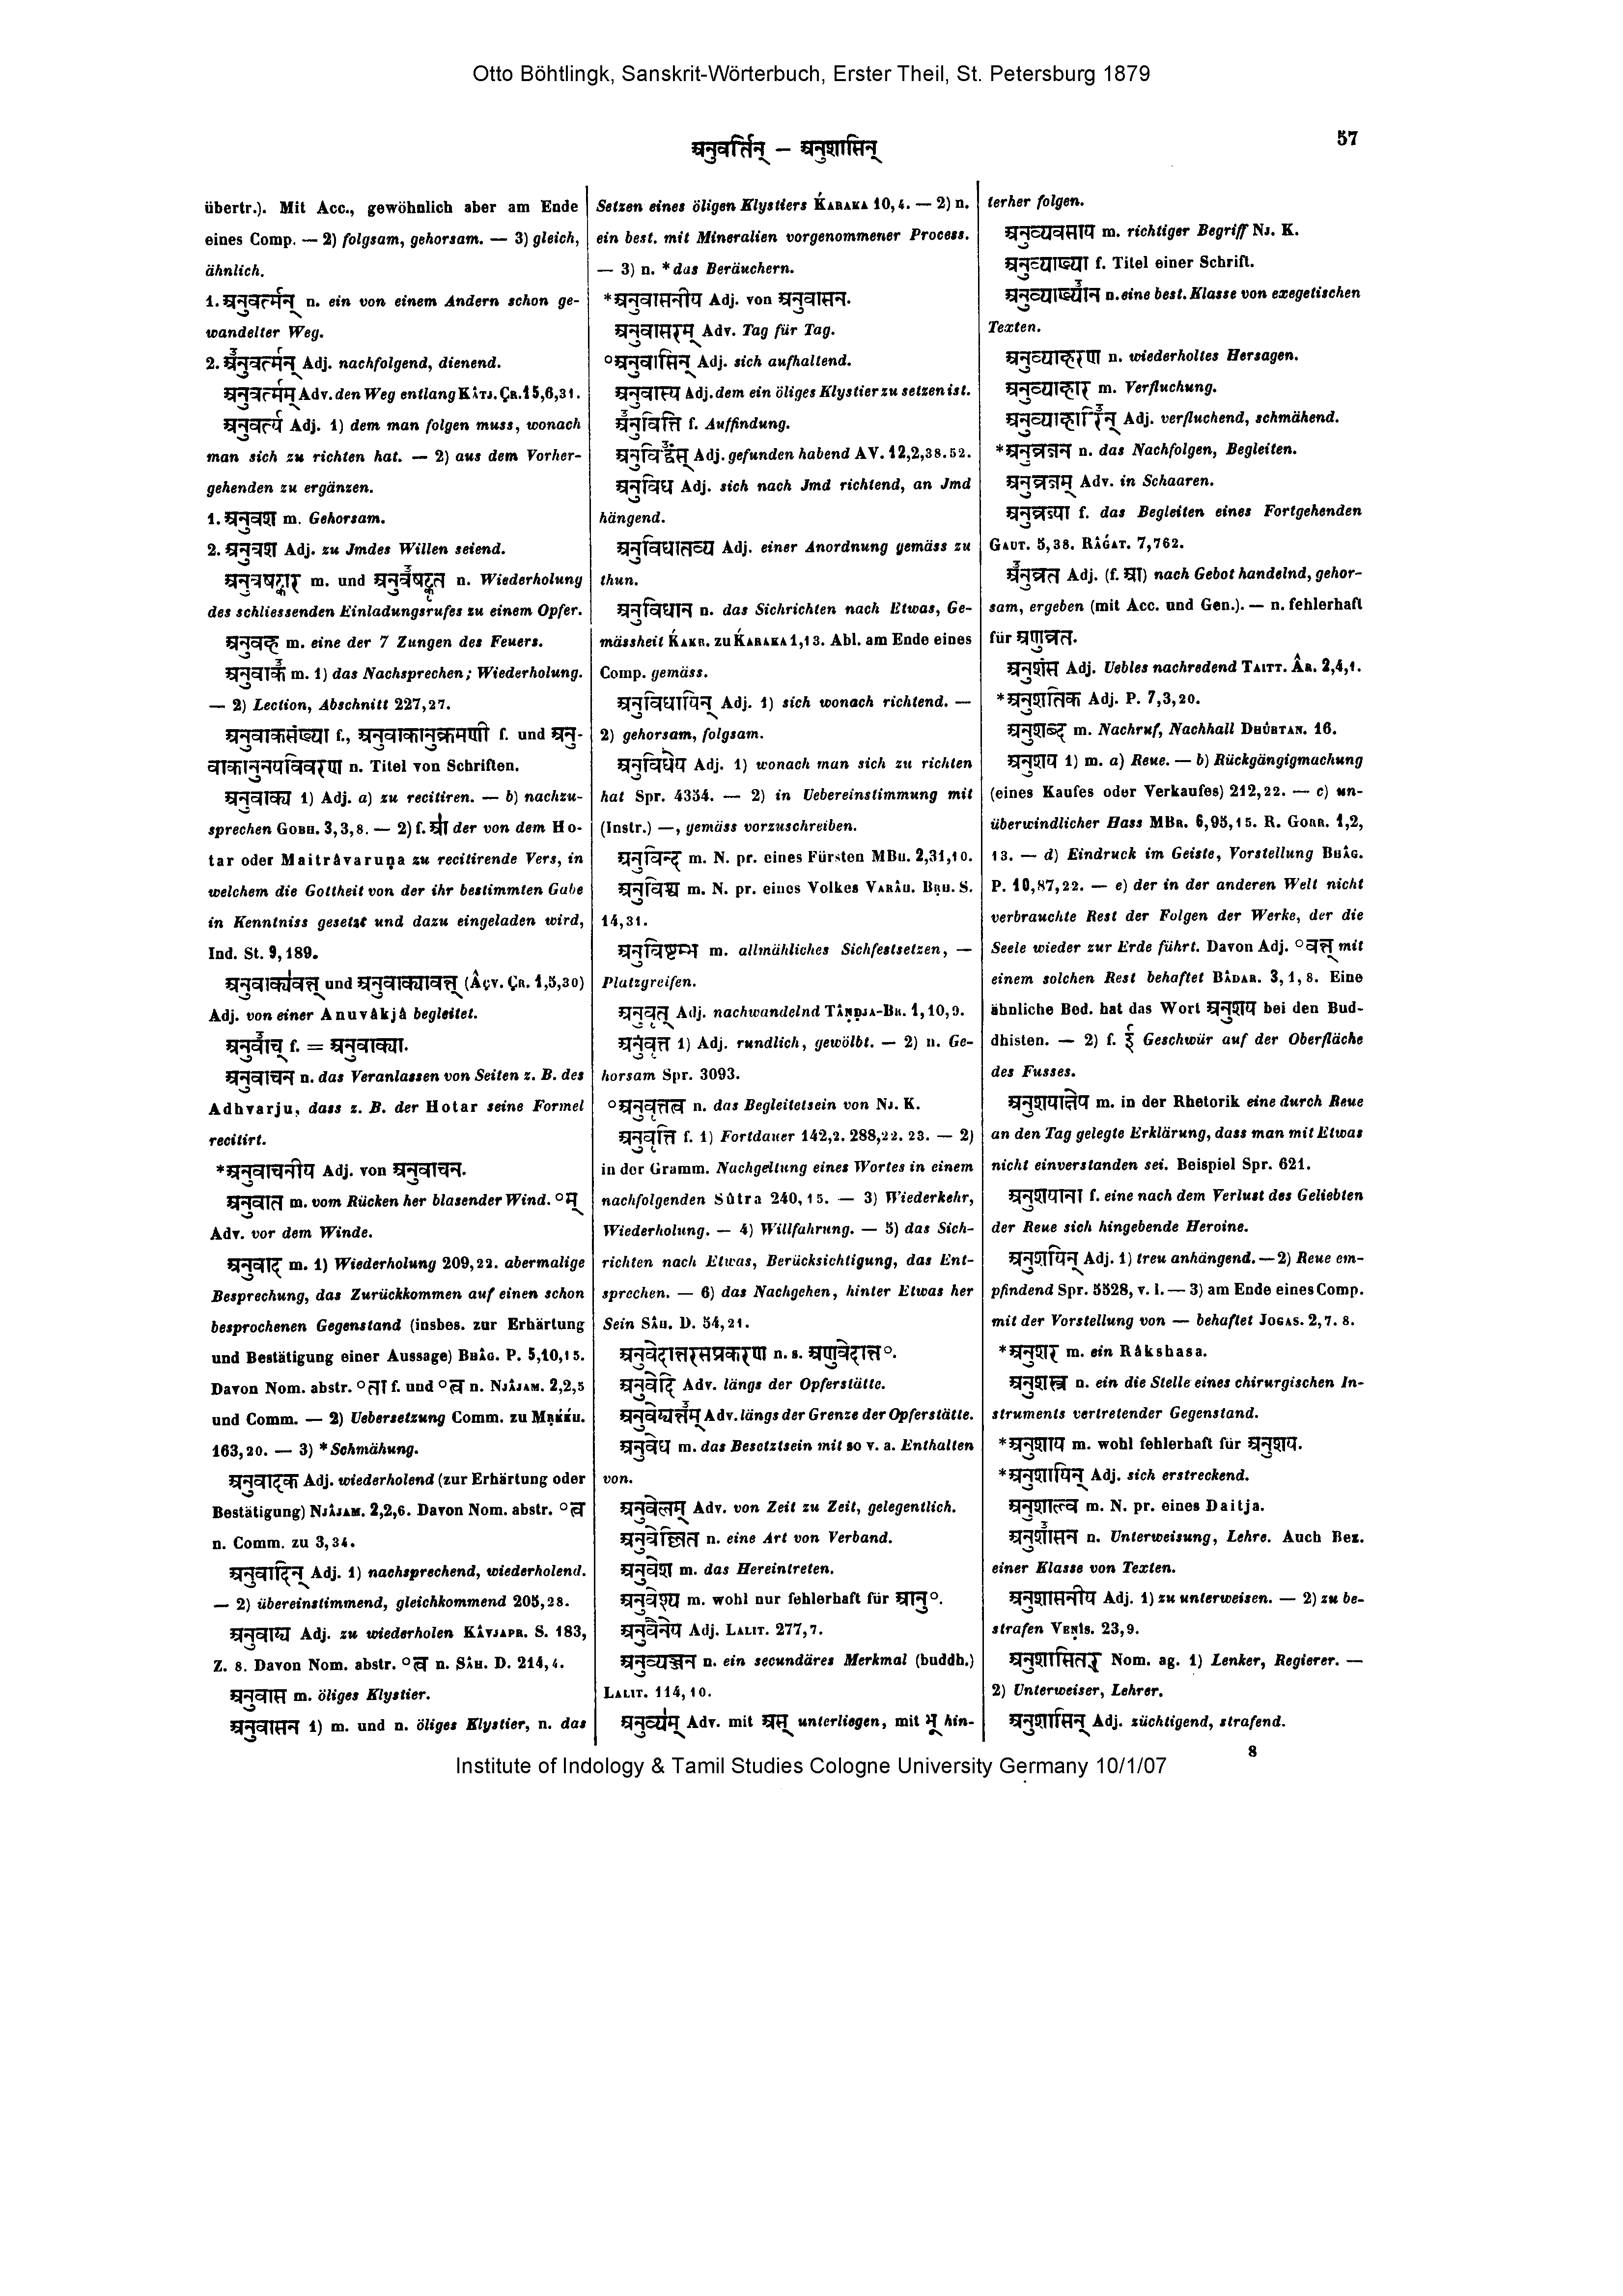 Otto Böhtlingk, Sanskrit-Wörterbuch, Erster Theil, St. Petersburg 1879
अनुवर्तिन् — अनुशासिन्
57
übertr.). Mit Acc., gewöhnlich aber am Ende
eines Comp. — 2) folgsam, gehorsam. — 3) gleich,
ähnlich.
1. अनुवर्त्मन् n. ein von einem Andern schon ge-
wandelter Weg.
2. अ꣡नुवर्त्मन् Adj. nachfolgend, dienend.
अनुवर्त्मम् Adv. den Weg entlang Kâtj. Çr. 15,6,31.
अनुवर्त्य Adj. 1) dem man folgen muss, wonach
man sich zu richten hat. — 2) aus dem Vorher-
gehenden zu ergänzen.
1. अनुवश m. Gehorsam.
2. अनुवश Adj. zu Jmdes Willen seiend.
अनुवषट्कार m. und अनुवषट्कृत n. Wiederholung
des schliessenden Einladungsrufes zu einem Opfer.
अनुवह m. eine der 7 Zungen des Feuers.
अनुवाक꣡ m. 1) das Nachsprechen; Wiederholung.
— 2) Lection, Abschnitt 227,27.
अनुवाकसंख्या f., अनुवाकानुक्रमणी f. und अनु-
वाकानुनयविवरण n. Titel von Schriften.
अनुवाक्य 1) Adj. a) zu recitiren. — b) nachzu-
sprechen Gobh. 3,3,8. — 2) f. आ der von dem Ho-
tar oder Maitrâvaruṇa zu recitirende Vers, in
welchem die Gottheit von der ihr bestimmten Gabe
in Kenntniss gesetzt und dazu eingeladen wird,
Ind. St. 9,189.
अनुवाक्यवत्त् und अनुवाक्यावत्त् (Âçv. Çr. 1,5,30)
Adj. von einer Anuvâkjâ begleitet.
अनुवाच् f. = अनुवाक्या.
अनुवाचन n. das Veranlassen von Seiten z. B. des
Adhvarju, dass z. B. der Hotar seine Formel
recitirt.
*अनुवाचनीय Adj. von अनुवाचन.
अनुवात m. vom Rücken her blasender Wind. °म्
Adv. vor dem Winde.
अनुवाद m. 1) Wiederholung 209,22. abermalige
Besprechung, das Zurückkommen auf einen schon
besprochenen Gegenstand (insbes. zur Erhärtung
und Bestätigung einer Aussage) Bhâg. P. 5,10,15.
Davon Nom. abstr. °ता f. und °त्व n. Njâjam. 2,2,5
und Comm. — 2) Uebersetzung Comm. zu Mṛkkh.
163,20. — 3) *Schmähung.
अनुवादक Adj. wiederholend (zur Erhärtung oder
Bestätigung) Njâjam. 2,2,6. Davon Nom. abstr. °त्व
n. Comm. zu 3,34.
अनुवादिन् Adj. 1) nachsprechend, wiederholend.
— 2) übereinstimmend, gleichkommend 205,28.
अनुवाद्य Adj. zu wiederholen Kâvjapr. S. 183,
Z. 8. Davon Nom. abstr. °त्व n. Sâh. D. 214,4.
अनुवास m. öliges Klystier.
अनुवासन 1) m. und n. öliges Klystier, n. das
Setzen eines öligen Klystiers Ḱaraka 10,4. — 2) n.
ein best. mit Mineralien vorgenommener Process.
— 3) n. *das Beräuchern.
*अनुवासनीय Adj. von अनुवासन.
अनुवासरम् Adv. Tag für Tag.
°अनुवासिन् Adj. sich aufhaltend.
अनुवास्य Adj. dem ein öliges Klystier zu setzen ist.
अ꣡नुवित्ति f. Auffindung.
अनुविद्वंस् Adj. gefunden habend AV. 12,2,38.52.
अनुविध Adj. sich nach Jmd richtend, an Jmd
hängend.
अनुविधातव्य Adj. einer Anordnung gemäss zu
thun.
अनुविधान n. das Sichrichten nach Etwas, Ge-
mässheit Ḱakr. zu Ḱaraka 1,13. Abl. am Ende eines
Comp. gemäss.
अनुविधायिन् Adj. 1) sich wonach richtend. —
2) gehorsam, folgsam.
अनुविधेय Adj. 1) wonach man sich zu richten
hat Spr. 4334. — 2) in Uebereinstimmung mit
(Instr.) —, gemäss vorzuschreiben.
अनुविन्द m. N. pr. eines Fürsten MBh. 2,31,10.
अनुविश्व m. N. pr. eines Volkes Varâh. Bṛh. S.
14,31.
अनुविष्टम्भ m. allmähliches Sichfestsetzen, —
Platzgreifen.
अनुवृत् Adj. nachwandelnd Tâṇḍja-Br. 1,10,9.
अनुवृत्त 1) Adj. rundlich, gewölbt. — 2) n. Ge-
horsam Spr. 3093.
°अनुवृत्तत्व n. das Begleitetsein von Nj. K.
अनुवृत्ति f. 1) Fortdauer 142,2. 288,22. 23. — 2)
in der Gramm. Nachgeltung eines Wortes in einem
nachfolgenden Sûtra 240,15. — 3) Wiederkehr,
Wiederholung. — 4) Willfahrung. — 5) das Sich-
richten nach Etwas, Berücksichtigung, das Ent-
sprechen. — 6) das Nachgehen, hinter Etwas her
Sein Sâh. D. 54,21.
अनुवेदान्तरसप्रकरण n. s. अणुवेदान्त°.
अनुवेदि Adv. längs der Opferstätte.
अनुवेद्यन्तम् Adv. längs der Grenze der Opferstätte.
अनुवेध m. das Besetztsein mit so v. a. Enthalten
von.
अनुवेलम् Adv. von Zeit zu Zeit, gelegentlich.
अनुवेल्लित n. eine Art von Verband.
अनुवेश m. das Hereintreten.
अनुवेश्य m. wohl nur fehlerhaft für आनु°.
अनुवैनेय Adj. Lalit. 277,7.
अनुव्यञ्जन n. ein secundäres Merkmal (buddh.)
Lalit. 114,10.
अनुव्यम् Adv. mit अस् unterliegen, mit भू hin-
terher folgen.
अनुव्यवसाय m. richtiger Begriff Nj. K.
अनुव्याख्या f. Titel einer Schrift.
अनुव्याख्यान n. eine best. Klasse von exegetischen
Texten.
अनुव्याहरण n. wiederholtes Hersagen.
अनुव्याहार m. Verfluchung.
अनुव्याहारिन् Adj. verfluchend, schmähend.
*अनुव्रजन n. das Nachfolgen, Begleiten.
अनुव्रजम् Adv. in Schaaren.
अनुव्रज्या f. das Begleiten eines Fortgehenden
Gaut. 5,38. Râǵat. 7,762.
अ꣡नुव्रत Adj. (f. आ) nach Gebot handelnd, gehor-
sam, ergeben (mit Acc. und Gen.). — n. fehlerhaft
für अणुव्रत.
अनुशंस Adj. Uebles nachredend Taitt. Âr. 2,4,1.
*अनुशतिक Adj. P. 7,3,20.
अनुशब्द m. Nachruf, Nachhall Dhûrtan. 16.
अनुशय 1) m. a) Reue. — b) Rückgängigmachung
(eines Kaufes oder Verkaufes) 212,22. — c) un-
überwindlicher Hass MBh. 6,95,15. R. Gorr. 1,2,
13. — d) Eindruck im Geiste, Vorstellung Bhâg.
P. 10,87,22. — e) der in der anderen Welt nicht
verbrauchte Rest der Folgen der Werke, der die
Seele wieder zur Erde führt. Davon Adj. °वत्त् mit
einem solchen Rest behaftet Bâdar. 3,1,8. Eine
ähnliche Bed. hat das Wort अनुशय bei den Bud-
dhisten. — 2) f. ई Geschwür auf der Oberfläche
des Fusses.
अनुशयाक्षेप m. in der Rhetorik eine durch Reue
an den Tag gelegte Erklärung, dass man mit Etwas
nicht einverstanden sei. Beispiel Spr. 621.
अनुशयाना f. eine nach dem Verlust des Geliebten
der Reue sich hingebende Heroine.
अनुशयिन् Adj. 1) treu anhängend. — 2) Reue em-
pfindend Spr. 5528, v. l. — 3) am Ende eines Comp.
mit der Vorstellung von — behaftet Jogas. 2,7. 8.
*अनुशर m. ein Râkshasa.
अनुशस्त्र n. ein die Stelle eines chirurgischen In-
struments vertretender Gegenstand.
*अनुशाय m. wohl fehlerhaft für अनुशय.
*अनुशायिन् Adj. sich erstreckend.
अनुशाल्व m. N. pr. eines Daitja.
अनुशासन n. Unterweisung, Lehre. Auch Bez.
einer Klasse von Texten.
अनुशासनीय Adj. 1) zu unterweisen. — 2) zu be-
strafen Veṇîs. 23,9.
अनुशासितर् Nom. ag. 1) Lenker, Regierer. —
2) Unterweiser, Lehrer.
अनुशासिन् Adj. züchtigend, strafend.
8
Institute of Indology & Tamil Studies Cologne University Germany 10/1/07